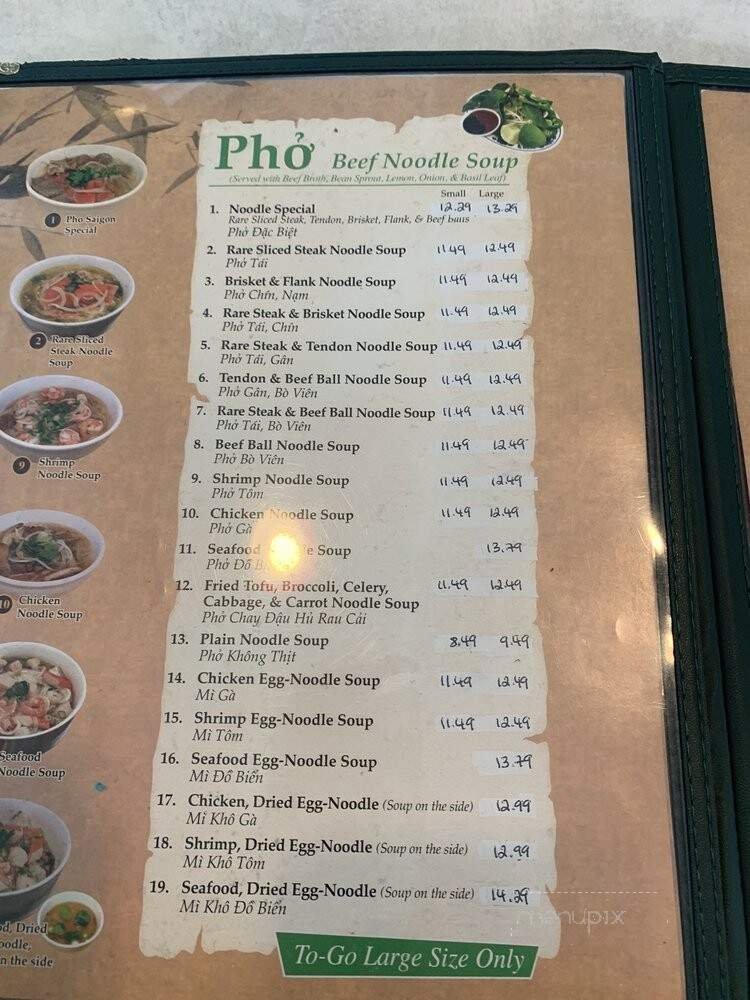 Phở Beef Noodle Soup
(Served with Beef Broth, Bean Sprout, Lemon, Onion, & Basil Leaf)
Small Large
1. Noodle Special 12.29 13.29
Rare Sliced Steak, Tendon, Brisket, Flank, & Beef balls
Phở Đặc Biệt
2. Rare Sliced Steak Noodle Soup 11.49 12.49
Phở Tái
3. Brisket & Flank Noodle Soup 11.49 12.49
Phở Chín, Nạm
4. Rare Steak & Brisket Noodle Soup 11.49 12.49
Phở Tái, Chín
5. Rare Steak & Tendon Noodle Soup 11.49 12.49
Phở Tái, Gân
6. Tendon & Beef Ball Noodle Soup 11.49 12.49
Phở Gân, Bò Viên
7. Rare Steak & Beef Ball Noodle Soup 11.49 12.49
Phở Tái, Bò Viên
8. Beef Ball Noodle Soup 11.49 12.49
Phở Bò Viên
9. Shrimp Noodle Soup 11.49 12.49
Phở Tôm
10. Chicken Noodle Soup 11.49 12.49
Phở Gà
11. Seafood Soup 13.79
Phở Đồ
12. Fried Tofu, Broccoli, Celery, 11.49 12.49
Cabbage, & Carrot Noodle Soup
Phở Chay Đậu Hủ Rau Cải
13. Plain Noodle Soup 8.49 9.49
Phở Không Thịt
14. Chicken Egg-Noodle Soup 11.49 12.49
Mì Gà
15. Shrimp Egg-Noodle Soup 11.49 12.49
Mì Tôm
16. Seafood Egg-Noodle Soup 13.79
Mì Đồ Biển
17. Chicken, Dried Egg-Noodle (Soup on the side) 12.99
Mì Khô Gà
18. Shrimp, Dried Egg-Noodle (Soup on the side) 12.99
Mì Khô Tôm
19. Seafood, Dried Egg-Noodle (Soup on the side) 14.29
Mì Khô Đồ Biển
To-Go Large Size Only
1 Pho Saigon
Special
2 Rare Sliced
Steak Noodle
Soup
9 Shrimp
Noodle Soup
10 Chicken
Noodle Soup
Seafood
Noodle Soup
Dried
n the side
menupix